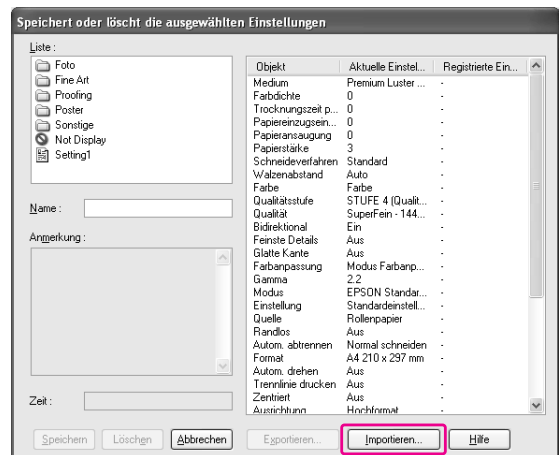 Speichert oder löscht die ausgewählten Einstellungen
Liste :
Foto
Fine Art
Proofing
Poster
Sonstige
Not Display
Setting1
Name :
Anmerkung :
Zeit :
Objekt Aktuelle Einstel... Registrierte Ein...
Medium Premium Luster ... -
Farbdichte 0 -
Trocknungszeit p... 0 -
Papiereinzugsein... 0 -
Papieransaugung 0 -
Papierstärke 3 -
Schneideverfahren Standard -
Walzenabstand Auto -
Farbe Farbe -
Qualitätsstufe STUFE 4 (Qualit... -
Qualität SuperFein - 144... -
Bidirektional Ein -
Feinste Details Aus -
Glatte Kante Aus -
Farbanpassung Modus Farbanp... -
Gamma 2.2 -
Modus EPSON Standar... -
Einstellung Standardeinstell... -
Quelle Rollenpapier -
Randlos Aus -
Autom. abtrennen Normal schneiden -
Format A4 210 x 297 mm -
Autom. drehen Aus -
Trennlinie drucken Aus -
Zentriert Aus -
Ausrichtung Hochformat -
Speichern Löschen Abbrechen Exportieren... Importieren... Hilfe